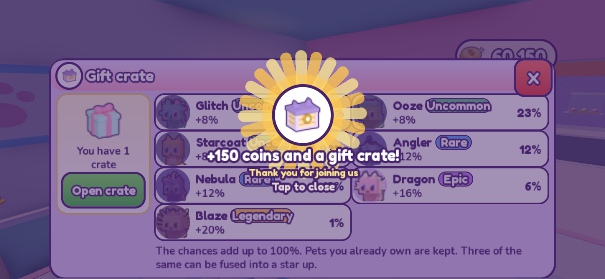 60,150
Gift crate
X
Glitch
+8%
Ooze Uncommon
+8%
23%
Starcoat
Angler Rare
12%
12%
+150 coins and a gift crate!
Thank you for joining us
Tap to close
You have 1
crate
Open crate
Nebula Rare
+12%
Dragon Epic
+16%
6%
Blaze Legendary
+20%
1%
The chances add up to 100%. Pets you already own are kept. Three of the
same can be fused into a star up.